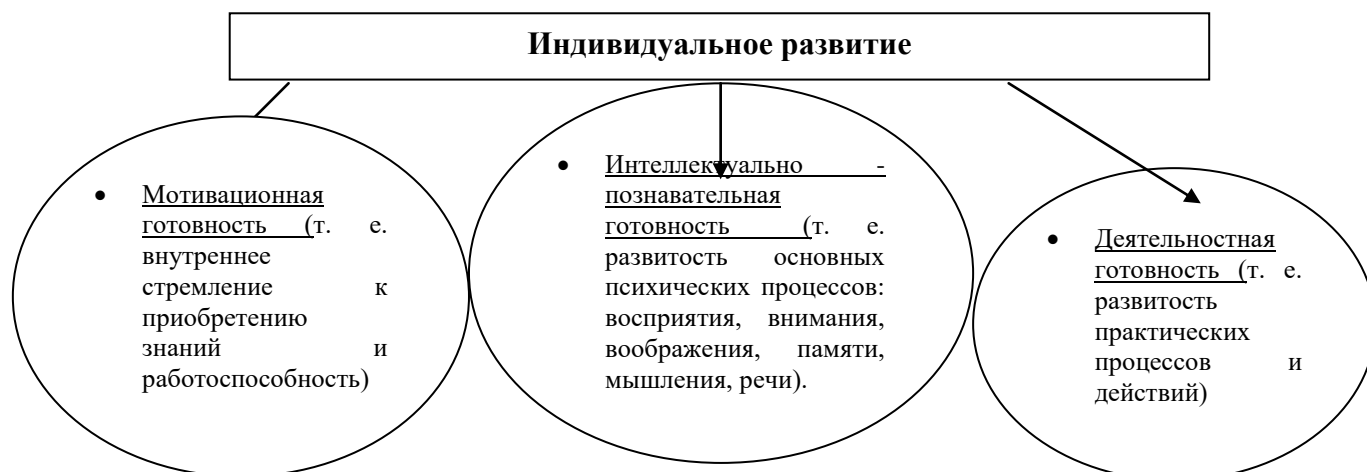 Индивидуальное развитие
• Мотивационная
готовность (т. е.
внутреннее
стремление к
приобретению
знаний и
работоспособность)
• Интеллектуально -
познавательная
готовность (т. е.
развитость основных
психических процессов:
восприятия, внимания,
воображения, памяти,
мышления, речи).
• Деятельностная
готовность (т. е.
развитость
практических
процессов и
действий)